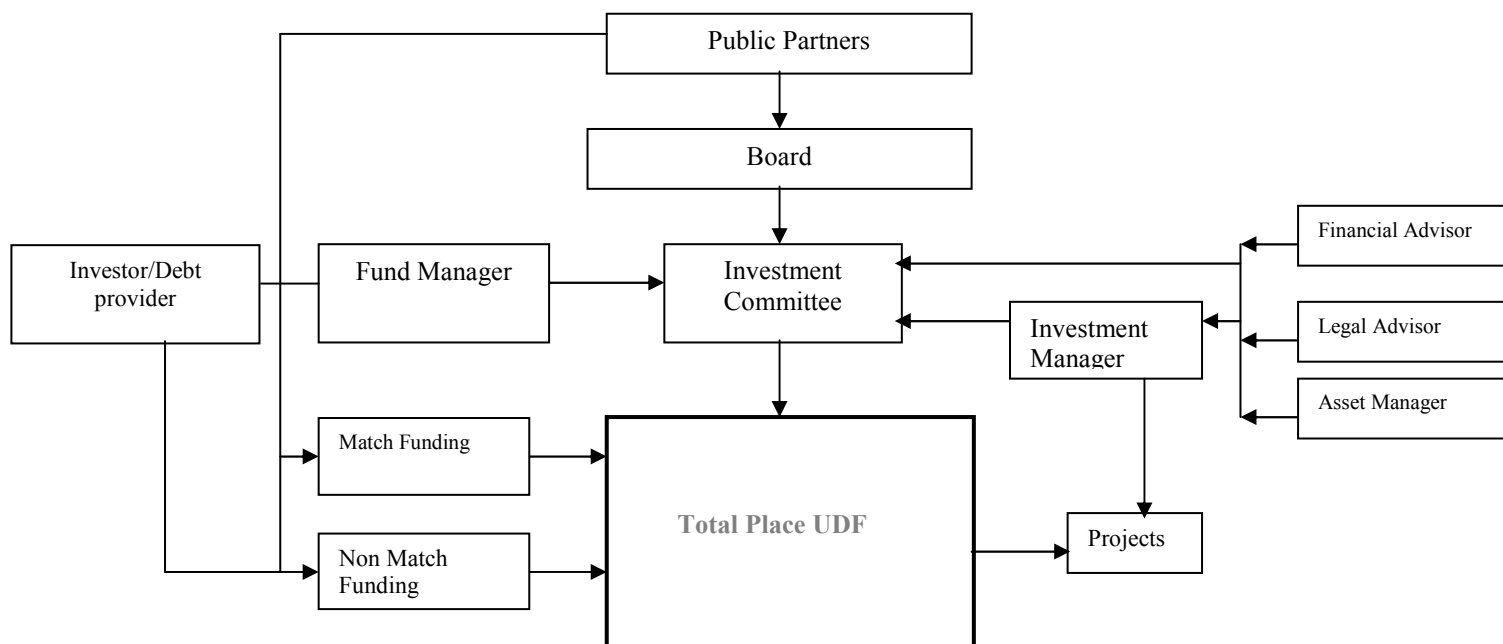 Public Partners
Board
Financial Advisor
Investor/Debt
provider
Fund Manager
Investment
Committee
Investment
Manager
Legal Advisor
Asset Manager
Match Funding
Total Place UDF
Projects
Non Match
Funding